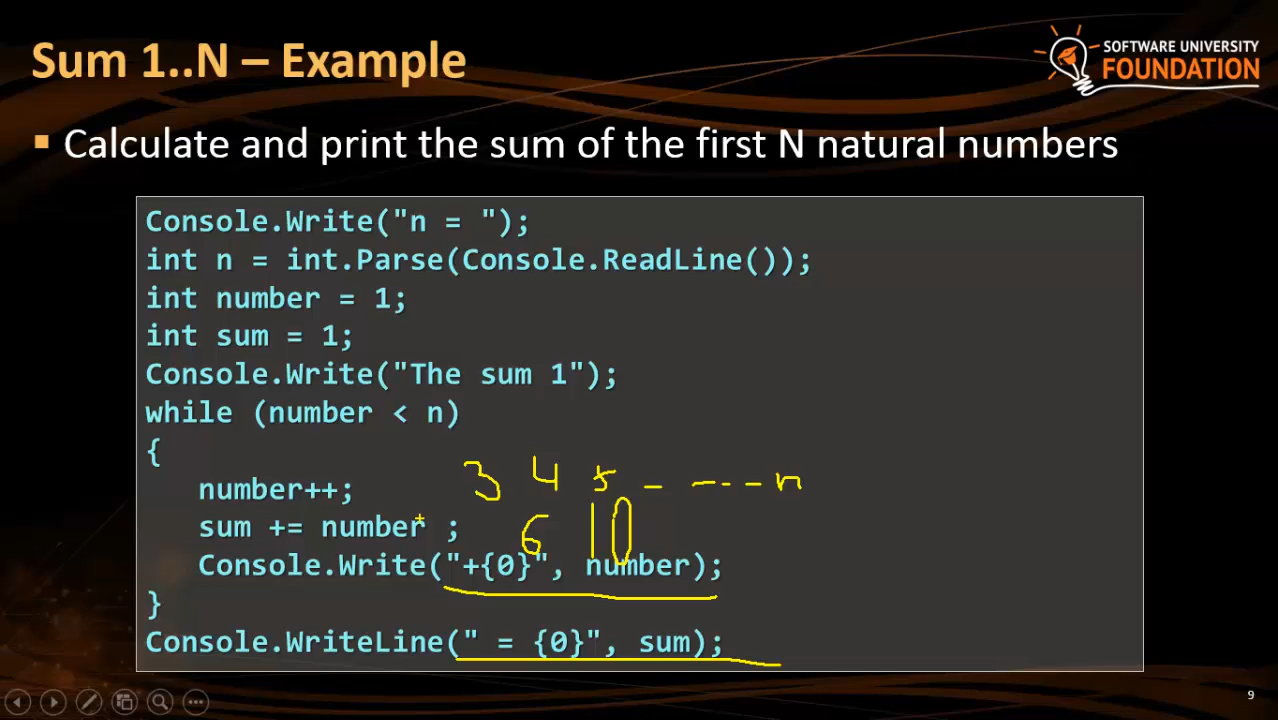 Sum 1..N – Example
SOFTWARE UNIVERSITY
FOUNDATION
▪ Calculate and print the sum of the first N natural numbers
Console.Write("n = ");
int n = int.Parse(Console.ReadLine());
int number = 1;
int sum = 1;
Console.Write("The sum 1");
while (number < n)
{
3 4 5 - ---- n
number++;
sum += number ;
6 10
Console.Write("+{0}", number);
}
Console.WriteLine(" = {0}", sum);
9